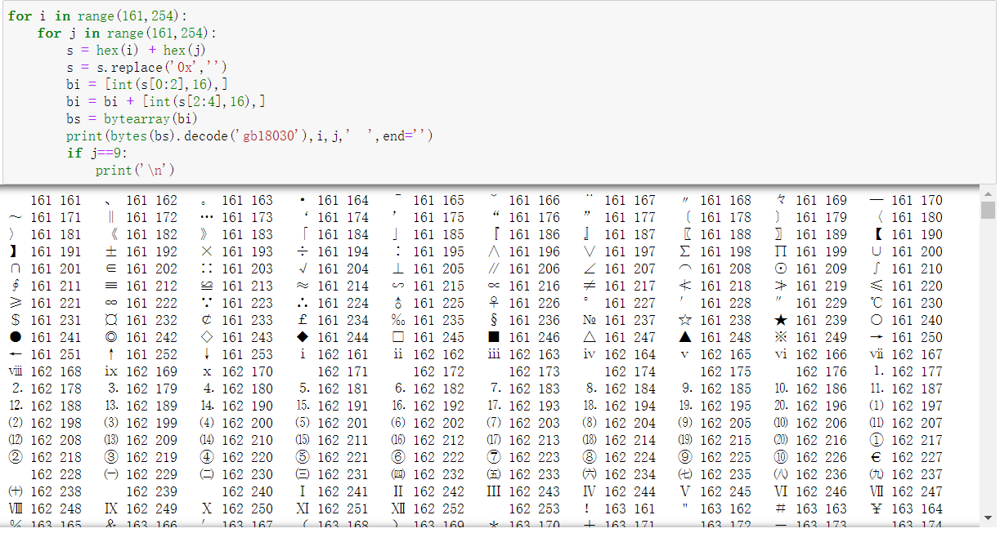 for i in range(161,254):
    for j in range(161,254):
        s = hex(i) + hex(j)
        s = s.replace('0x','')
        bi = [int(s[0:2],16),]
        bi = bi + [int(s[2:4],16),]
        bs = bytearray(bi)
        print(bytes(bs).decode('gb18030'),i,j,'  ',end='')
        if j==9:
            print('\n')
161 161 、 161 162 。 161 163 · 161 164 ˉ 161 165 ˇ 161 166 ¨ 161 167 〃 161 168 々 161 169 — 161 170
～ 161 171 ‖ 161 172 … 161 173 ‘ 161 174 ’ 161 175 “ 161 176 ” 161 177 〔 161 178 〕 161 179 〈 161 180
〉 161 181 《 161 182 》 161 183 「 161 184 」 161 185 『 161 186 』 161 187 〖 161 188 〗 161 189 【 161 190
】 161 191 ± 161 192 × 161 193 ÷ 161 194 ∶ 161 195 ∧ 161 196 ∨ 161 197 ∑ 161 198 ∏ 161 199 ∪ 161 200
∩ 161 201 ∈ 161 202 ∷ 161 203 √ 161 204 ⊥ 161 205 ∥ 161 206 ∠ 161 207 ⌒ 161 208 ⊙ 161 209 ∫ 161 210
∮ 161 211 ≡ 161 212 ≌ 161 213 ≈ 161 214 ∽ 161 215 ∝ 161 216 ≠ 161 217 ≮ 161 218 ≯ 161 219 ≤ 161 220
≥ 161 221 ∞ 161 222 ∵ 161 223 ∴ 161 224 ♂ 161 225 ♀ 161 226 ° 161 227 ′ 161 228 ″ 161 229 ℃ 161 230
＄ 161 231 ¤ 161 232 ￠ 161 233 ￡ 161 234 ‰ 161 235 § 161 236 № 161 237 ☆ 161 238 ★ 161 239 ○ 161 240
● 161 241 ◎ 161 242 ◇ 161 243 ◆ 161 244 □ 161 245 ■ 161 246 △ 161 247 ▲ 161 248 ※ 161 249 → 161 250
← 161 251 ↑ 161 252 ↓ 161 253 ⅰ 162 161 ⅱ 162 162 ⅲ 162 163 ⅳ 162 164 ⅴ 162 165 ⅵ 162 166 ⅶ 162 167
ⅷ 162 168 ⅸ 162 169 ⅹ 162 170 162 171 162 172 162 173 162 174 162 175 162 176 ⒈ 162 177
⒉ 162 178 ⒊ 162 179 ⒋ 162 180 ⒌ 162 181 ⒍ 162 182 ⒎ 162 183 ⒏ 162 184 ⒐ 162 185 ⒑ 162 186 ⒒ 162 187
⒓ 162 188 ⒔ 162 189 ⒕ 162 190 ⒖ 162 191 ⒗ 162 192 ⒘ 162 193 ⒙ 162 194 ⒚ 162 195 ⒛ 162 196 ⑴ 162 197
⑵ 162 198 ⑶ 162 199 ⑷ 162 200 ⑸ 162 201 ⑹ 162 202 ⑺ 162 203 ⑻ 162 204 ⑼ 162 205 ⑽ 162 206 ⑾ 162 207
⑿ 162 208 ⒀ 162 209 ⒁ 162 210 ⒂ 162 211 ⒃ 162 212 ⒄ 162 213 ⒅ 162 214 ⒆ 162 215 ⒇ 162 216 ① 162 217
② 162 218 ③ 162 219 ④ 162 220 ⑤ 162 221 ⑥ 162 222 ⑦ 162 223 ⑧ 162 224 ⑨ 162 225 ⑩ 162 226 € 162 227
162 228 ㈠ 162 229 ㈡ 162 230 ㈢ 162 231 ㈣ 162 232 ㈤ 162 233 ㈥ 162 234 ㈦ 162 235 ㈧ 162 236 ㈨ 162 237
㈩ 162 238 162 239 162 240 Ⅰ 162 241 Ⅱ 162 242 Ⅲ 162 243 Ⅳ 162 244 Ⅴ 162 245 Ⅵ 162 246 Ⅶ 162 247
Ⅷ 162 248 Ⅸ 162 249 Ⅹ 162 250 Ⅺ 162 251 Ⅻ 162 252 162 253 ！ 163 161 ＂ 163 162 ＃ 163 163 ￥ 163 164
％ 163 165 ＆ 163 166 ＇ 163 167 （ 163 168 ） 163 169 ＊ 163 170 ＋ 163 171 163 172 － 163 173 163 174